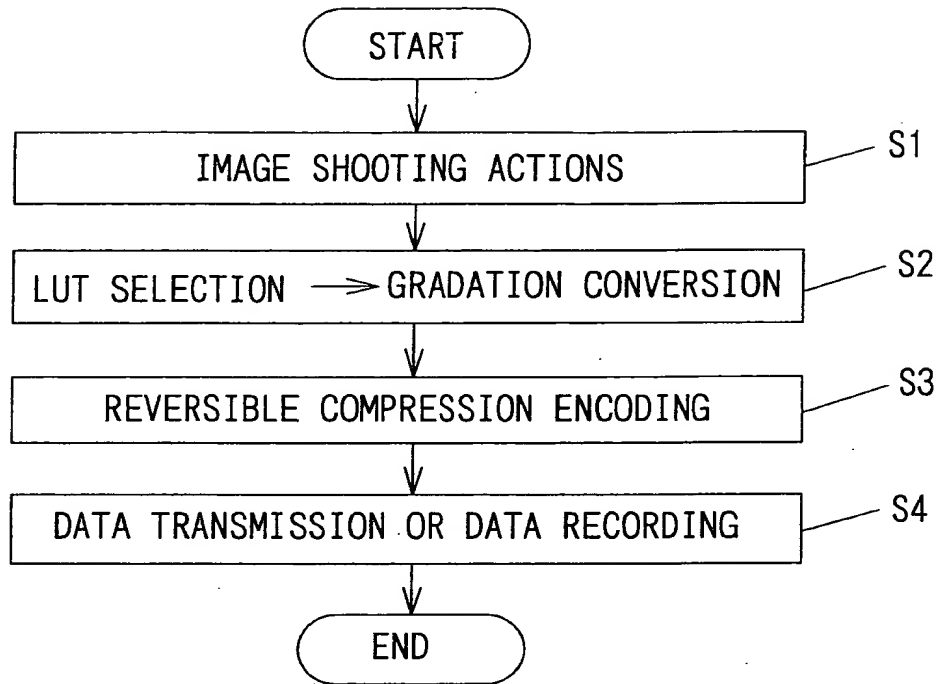 START
IMAGE SHOOTING ACTIONS S1
LUT SELECTION → GRADATION CONVERSION S2
REVERSIBLE COMPRESSION ENCODING S3
DATA TRANSMISSION OR DATA RECORDING S4
END